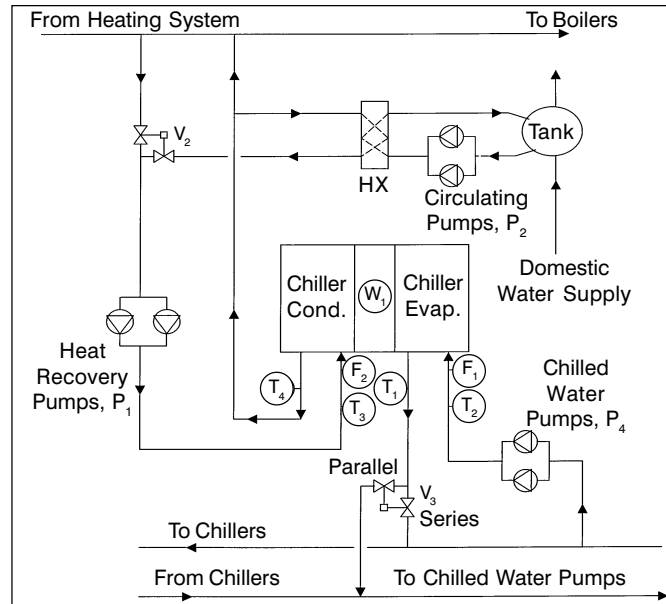 From Heating System
To Boilers
V2
HX
Tank
Circulating
Pumps, P2
Domestic
Water Supply
Chiller
Cond.
W1
Chiller
Evap.
Heat
Recovery
Pumps, P1
T4
F2
T3
T1
F1
T2
Chilled
Water
Pumps, P4
Parallel
V3
Series
To Chillers
From Chillers
To Chilled Water Pumps